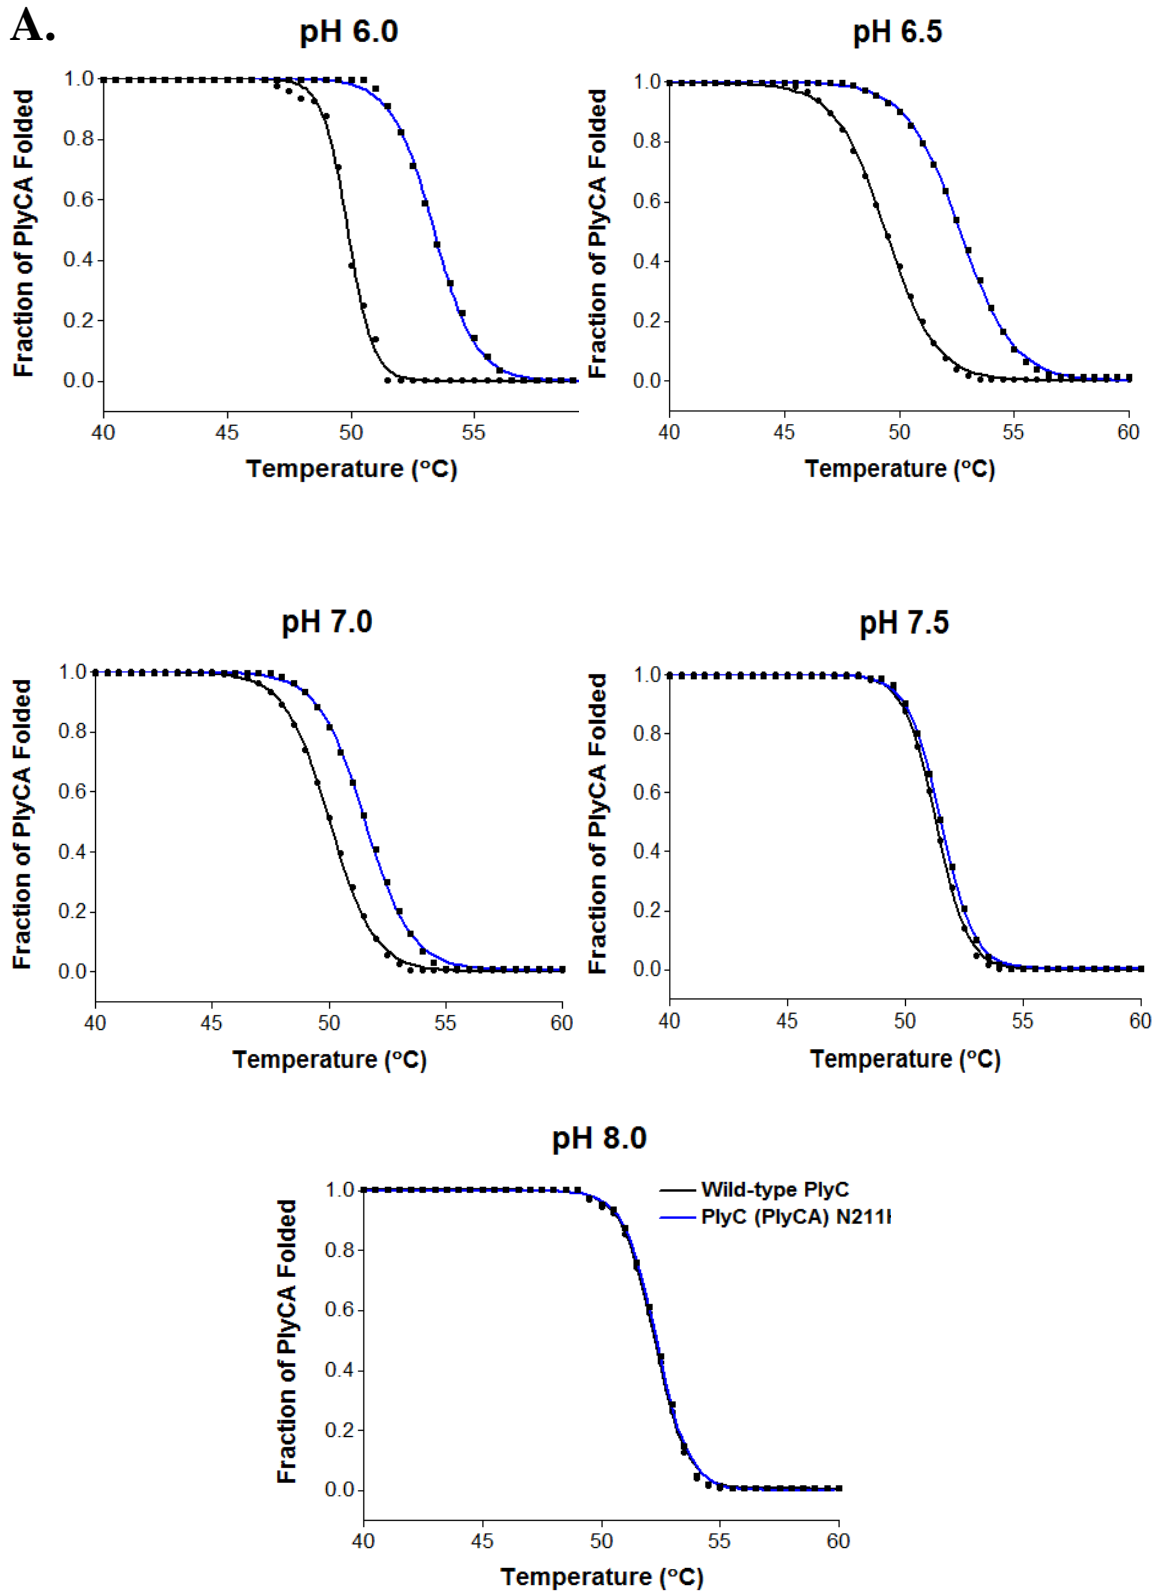 A.
pH 6.0
pH 6.5
1.0
0.8
0.6
0.4
0.2
0.0
Fraction of PlyCA Folded
40 45 50 55
Temperature (°C)
1.0
0.8
0.6
0.4
0.2
0.0
Fraction of PlyCA Folded
40 45 50 55 60
Temperature (°C)
pH 7.0
pH 7.5
1.0
0.8
0.6
0.4
0.2
0.0
Fraction of PlyCA Folded
40 45 50 55 60
Temperature (°C)
1.0
0.8
0.6
0.4
0.2
0.0
Fraction of PlyCA Folded
40 45 50 55 60
Temperature (°C)
pH 8.0
Wild-type PlyC
PlyC (PlyCA)
1.0
0.8
0.6
0.4
0.2
0.0
Fraction of PlyCA Folded
40 45 50 55 60
Temperature (°C)